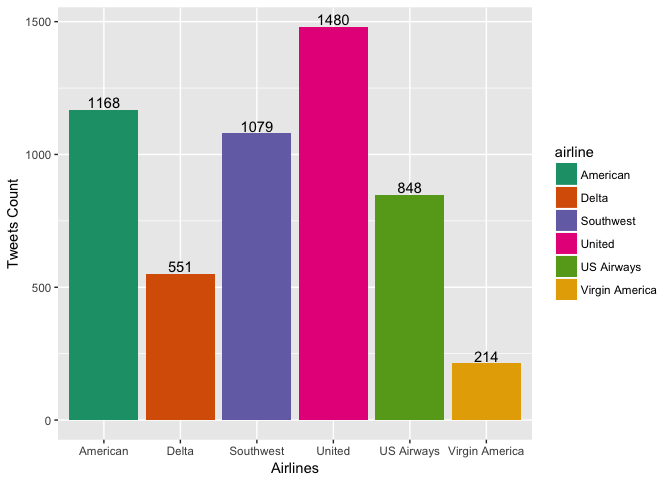 1500
1000
500
0
Tweets Count
1168
551
1079
1480
848
214
American
Delta
Southwest
United
US Airways
Virgin America
Airlines
airline
American
Delta
Southwest
United
US Airways
Virgin America